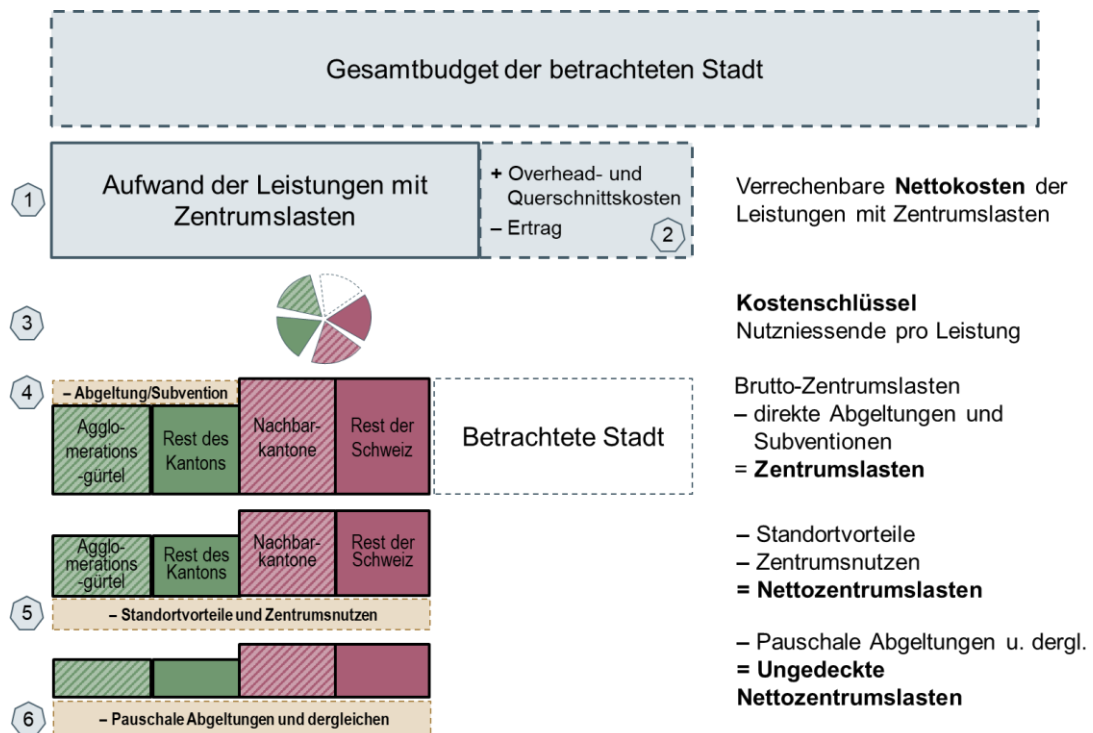 Gesamtbudget der betrachteten Stadt
1
Aufwand der Leistungen mit
Zentrumslasten
+ Overhead- und
Querschnittskosten
– Ertrag
2
Verrechenbare Nettokosten der
Leistungen mit Zentrumslasten
3
Kostenschlüssel
Nutzniessende pro Leistung
4
– Abgeltung/Subvention
Agglo-
merations
-gürtel
Rest des
Kantons
Nachbar-
kantone
Rest der
Schweiz
Betrachtete Stadt
Brutto-Zentrumslasten
– direkte Abgeltungen und
Subventionen
= Zentrumslasten
Agglo-
merations
-gürtel
Rest des
Kantons
Nachbar-
kantone
Rest der
Schweiz
5
– Standortvorteile und Zentrumsnutzen
– Standortvorteile
– Zentrumsnutzen
= Nettozentrumslasten
6
– Pauschale Abgeltungen und dergleichen
– Pauschale Abgeltungen u. dergl.
= Ungedeckte
Nettozentrumslasten